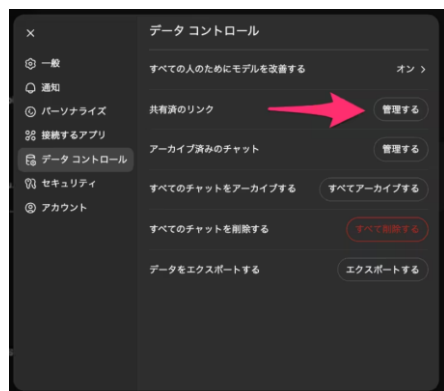 データ コントロール
一般
通知
パーソナライズ
接続するアプリ
データ コントロール
セキュリティ
アカウント
すべての人のためにモデルを改善する オン
共有済のリンク 管理する
アーカイブ済みのチャット 管理する
すべてのチャットをアーカイブする すべてアーカイブする
すべてのチャットを削除する すべて削除する
データをエクスポートする エクスポートする